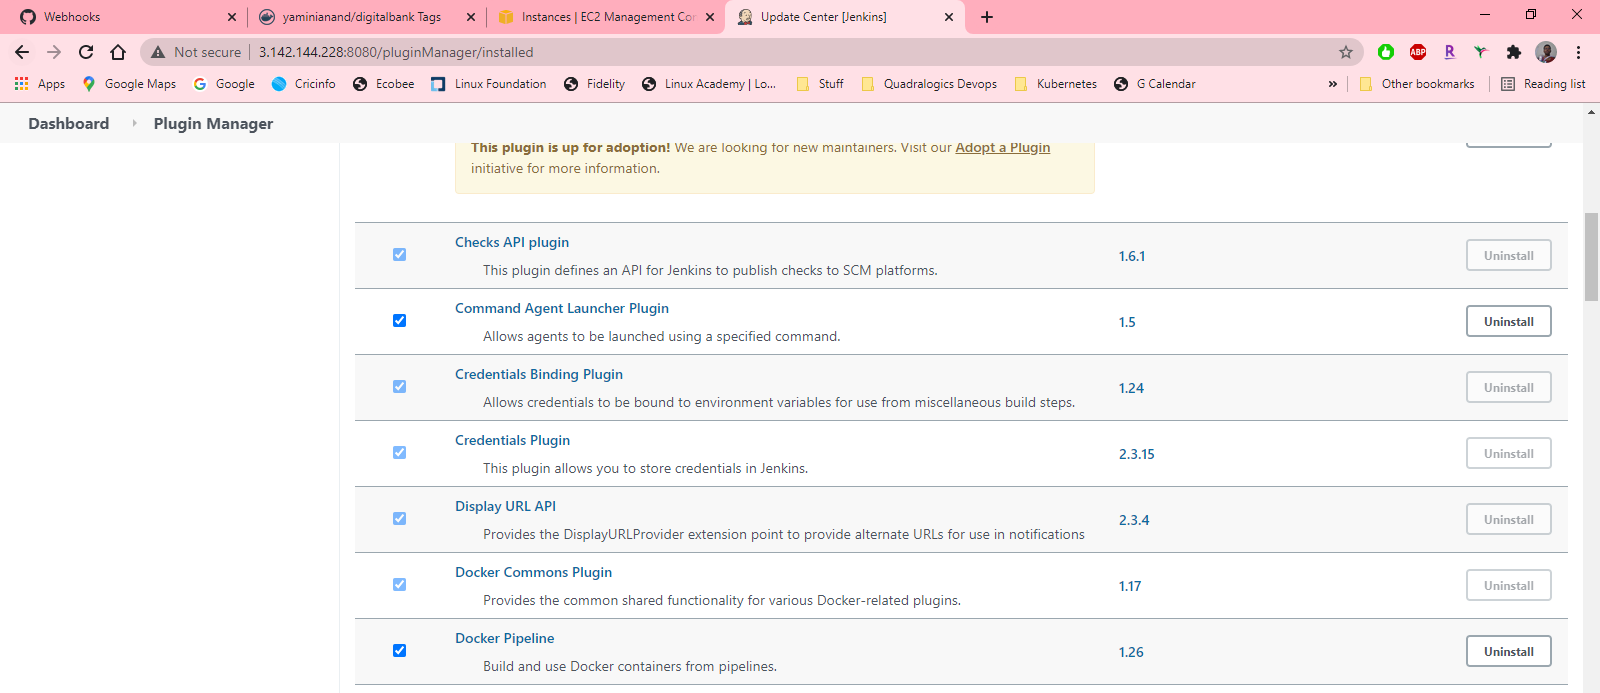 Webhooks
yaminianand/digitalbank Tags
Instances | EC2 Management Con
Update Center [Jenkins]
Not secure | 3.142.144.228:8080/pluginManager/installed
ABP
R
Apps Google Maps Google Cricinfo Ecobee Linux Foundation Fidelity Linux Academy | Lo... Stuff Quadralogics Devops Kubernetes G Calendar » Other bookmarks Reading list
Dashboard Plugin Manager
This plugin is up for adoption! We are looking for new maintainers. Visit our Adopt a Plugin
initiative for more information.
Checks API plugin
This plugin defines an API for Jenkins to publish checks to SCM platforms.
1.6.1
Uninstall
Command Agent Launcher Plugin
Allows agents to be launched using a specified command.
1.5
Uninstall
Credentials Binding Plugin
Allows credentials to be bound to environment variables for use from miscellaneous build steps.
1.24
Uninstall
Credentials Plugin
This plugin allows you to store credentials in Jenkins.
2.3.15
Uninstall
Display URL API
Provides the DisplayURLProvider extension point to provide alternate URLs for use in notifications
2.3.4
Uninstall
Docker Commons Plugin
Provides the common shared functionality for various Docker-related plugins.
1.17
Uninstall
Docker Pipeline
Build and use Docker containers from pipelines.
1.26
Uninstall